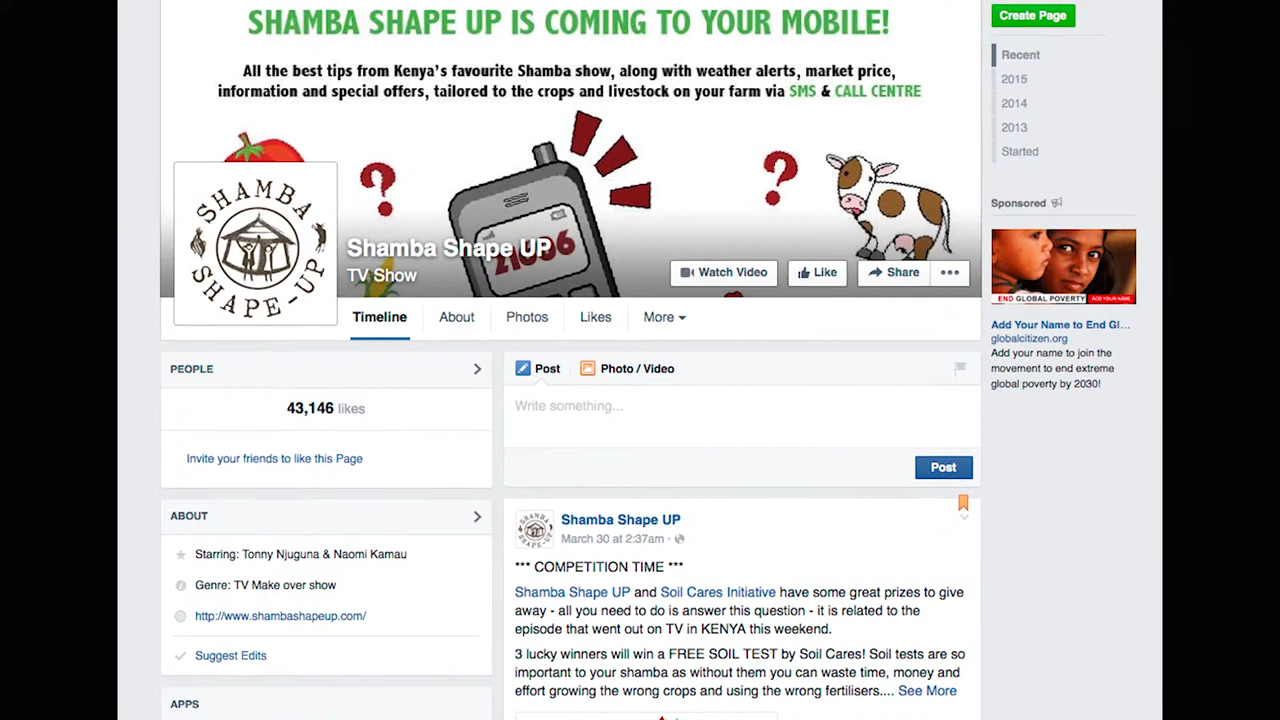 SHAMBA SHAPE UP IS COMING TO YOUR MOBILE!
All the best tips from Kenya's favourite Shamba show, along with weather alerts, market price,
information and special offers, tailored to the crops and livestock on your farm via SMS & CALL CENTRE
? ?
SHAMBA
SHAPE-UP
21606
Shamba Shape UP
TV Show
Watch Video
Like
Share
Timeline
About
Photos
Likes
More
PEOPLE
43,146 likes
Invite your friends to like this Page
ABOUT
Starring: Tonny Njuguna & Naomi Kamau
Genre: TV Make over show
http://www.shambashapeup.com/
Suggest Edits
APPS
Post
Photo / Video
Write something...
Post
SHAMBA
SHAPE-UP
Shamba Shape UP
March 30 at 2:37am ·
*** COMPETITION TIME ***
Shamba Shape UP and Soil Cares Initiative have some great prizes to give
away - all you need to do is answer this question - it is related to the
episode that went out on TV in KENYA this weekend.
3 lucky winners will win a FREE SOIL TEST by Soil Cares! Soil tests are so
important to your shamba as without them you can waste time, money and
effort growing the wrong crops and using the wrong fertilisers.... See More
Create Page
Recent
2015
2014
2013
Started
Sponsored
END GLOBAL POVERTY
ADD YOUR NAME
Add Your Name to End Gl...
globalcitizen.org
Add your name to join the
movement to end extreme
global poverty by 2030!